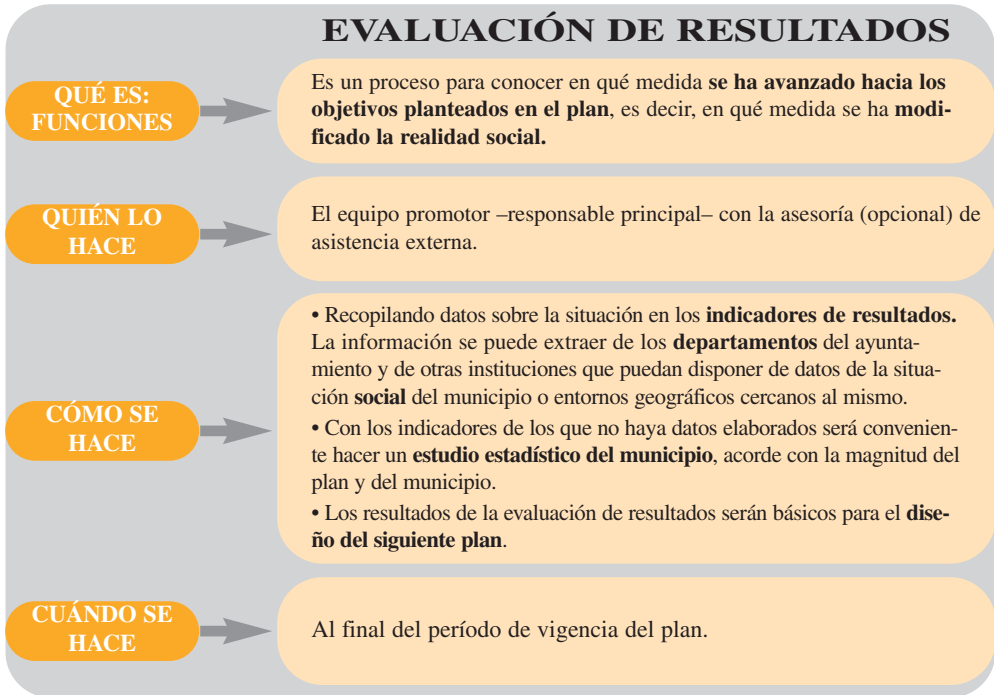 EVALUACIÓN DE RESULTADOS
QUÉ ES:
FUNCIONES
Es un proceso para conocer en qué medida se ha avanzado hacia los
objetivos planteados en el plan, es decir, en qué medida se ha modi-
ficado la realidad social.
QUIÉN LO
HACE
El equipo promotor –responsable principal– con la asesoría (opcional) de
asistencia externa.
CÓMO SE
HACE
• Recopilando datos sobre la situación en los indicadores de resultados.
La información se puede extraer de los departamentos del ayunta-
miento y de otras instituciones que puedan disponer de datos de la situa-
ción social del municipio o entornos geográficos cercanos al mismo.
• Con los indicadores de los que no haya datos elaborados será convenien-
te hacer un estudio estadístico del municipio, acorde con la magnitud del
plan y del municipio.
• Los resultados de la evaluación de resultados serán básicos para el dise-
ño del siguiente plan.
CUÁNDO SE
HACE
Al final del período de vigencia del plan.